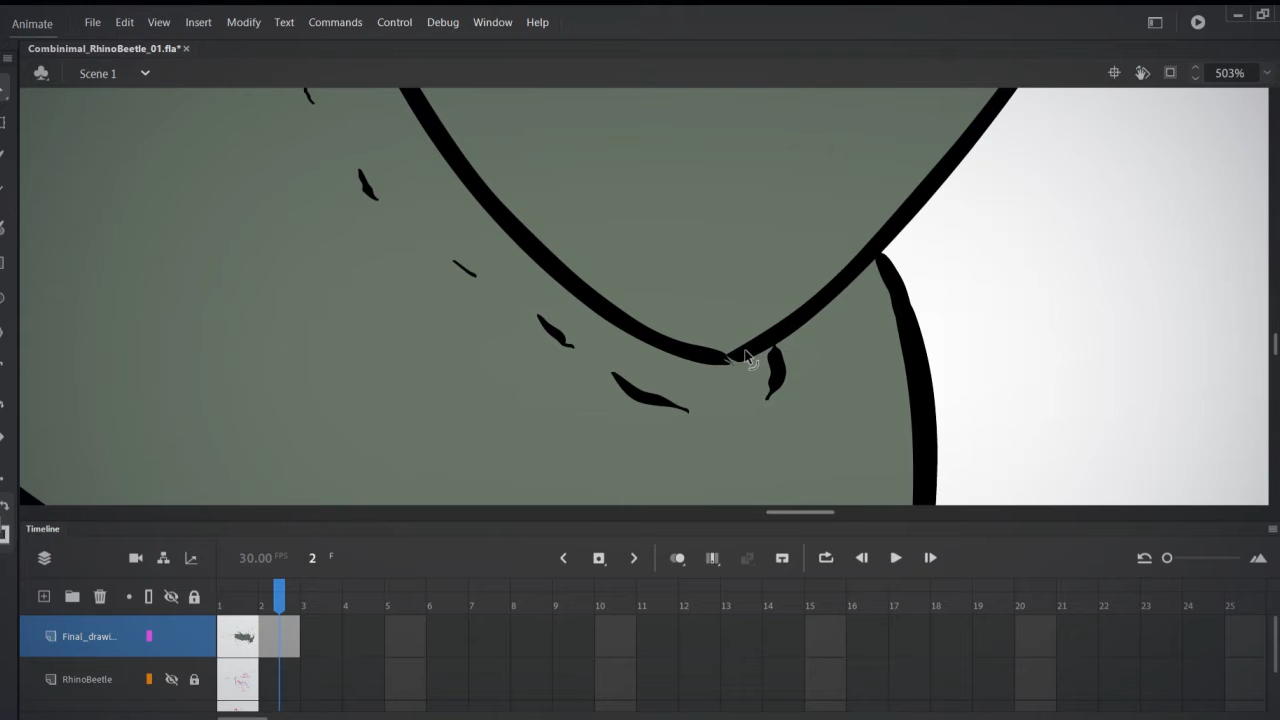 Animate File Edit View Insert Modify Text Commands Control Debug Window Help
Combinimal_RhinoBeetle_01.fla*
Scene 1 503%
Timeline
30.00 FPS 2 F
1 2 3 4 5 6 7 8 9 10 11 12 13 14 15 16 17 18 19 20 21 22 23 24 25
Final_drawi...
RhinoBeetle